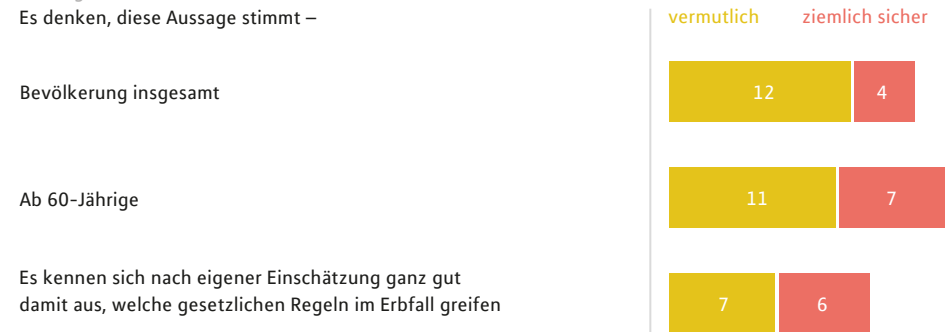 Es denken, diese Aussage stimmt – vermutlich ziemlich sicher
Bevölkerung insgesamt 12 4
Ab 60-Jährige 11 7
Es kennen sich nach eigener Einschätzung ganz gut
damit aus, welche gesetzlichen Regeln im Erbfall greifen 7 6